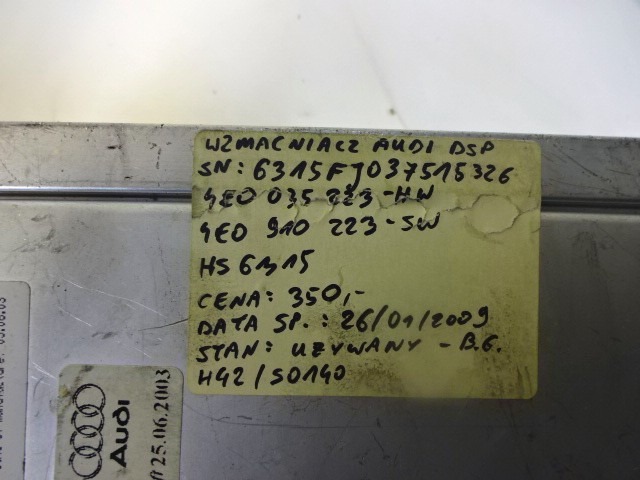 WZMACNIACZ AUDI DSP
SN: 6315FJ037515326
4E0 035 223-HW
4E0 910 223-SW
HS 6315
CENA: 350,-
DATA SP.: 26/01/2009
STAN: UŻYWANY - B.G.
H42/S0140
Audi
25.06.2003